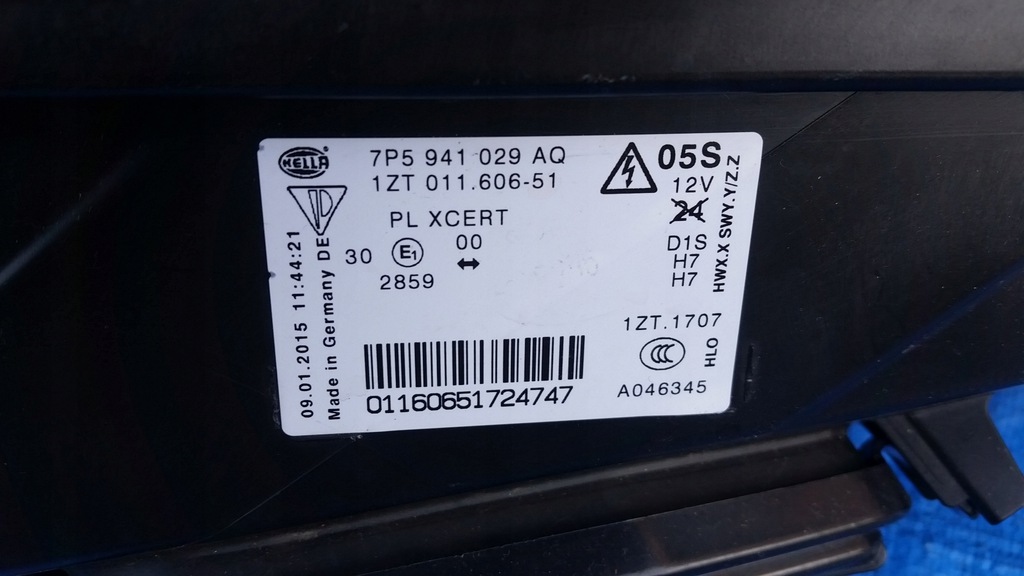 HELLA
7P5 941 029 AQ
1ZT 011.606-51
PL XCERT
30 E1 00
2859
05S
12V
24
D1S
H7
H7
HWX.X SWY.Y/Z.Z
1ZT.1707
CCC
HLO
A046345
01160651724747
09.01.2015 11:44:21
Made in Germany DE